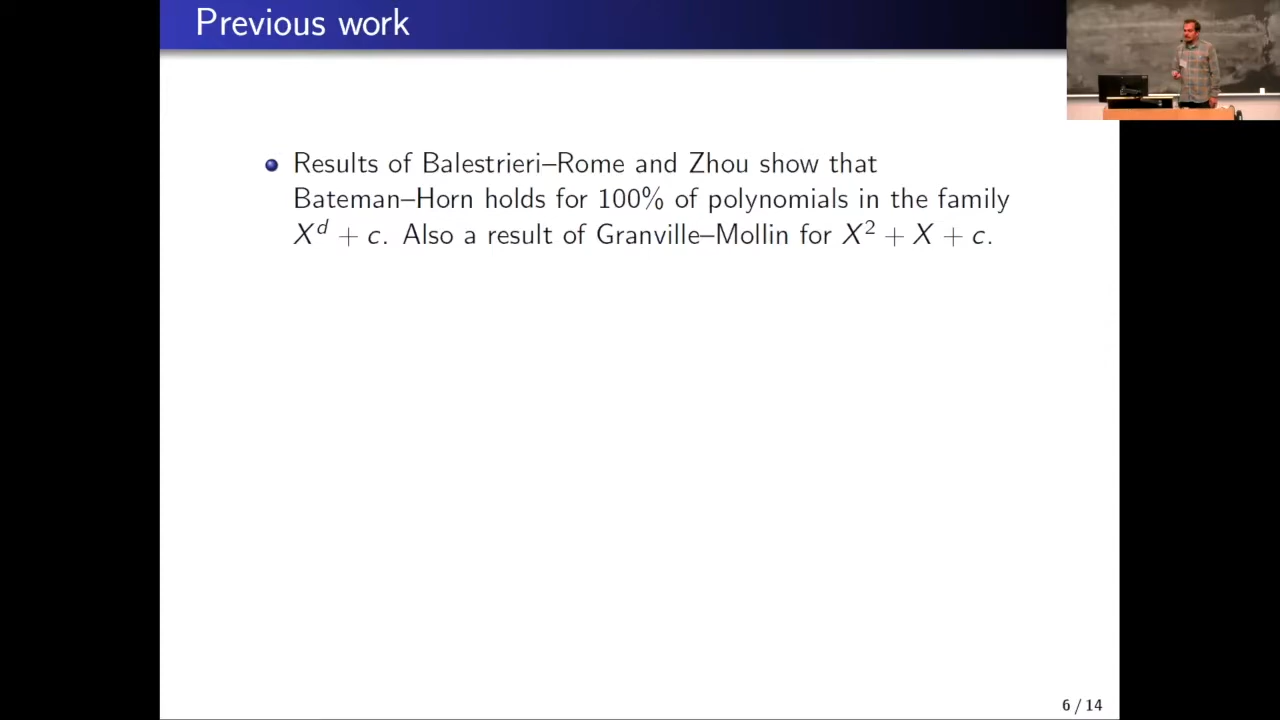 Previous work
Results of Balestrieri–Rome and Zhou show that
Bateman–Horn holds for 100% of polynomials in the family
X^d + c. Also a result of Granville–Mollin for X^2 + X + c.
6 / 14